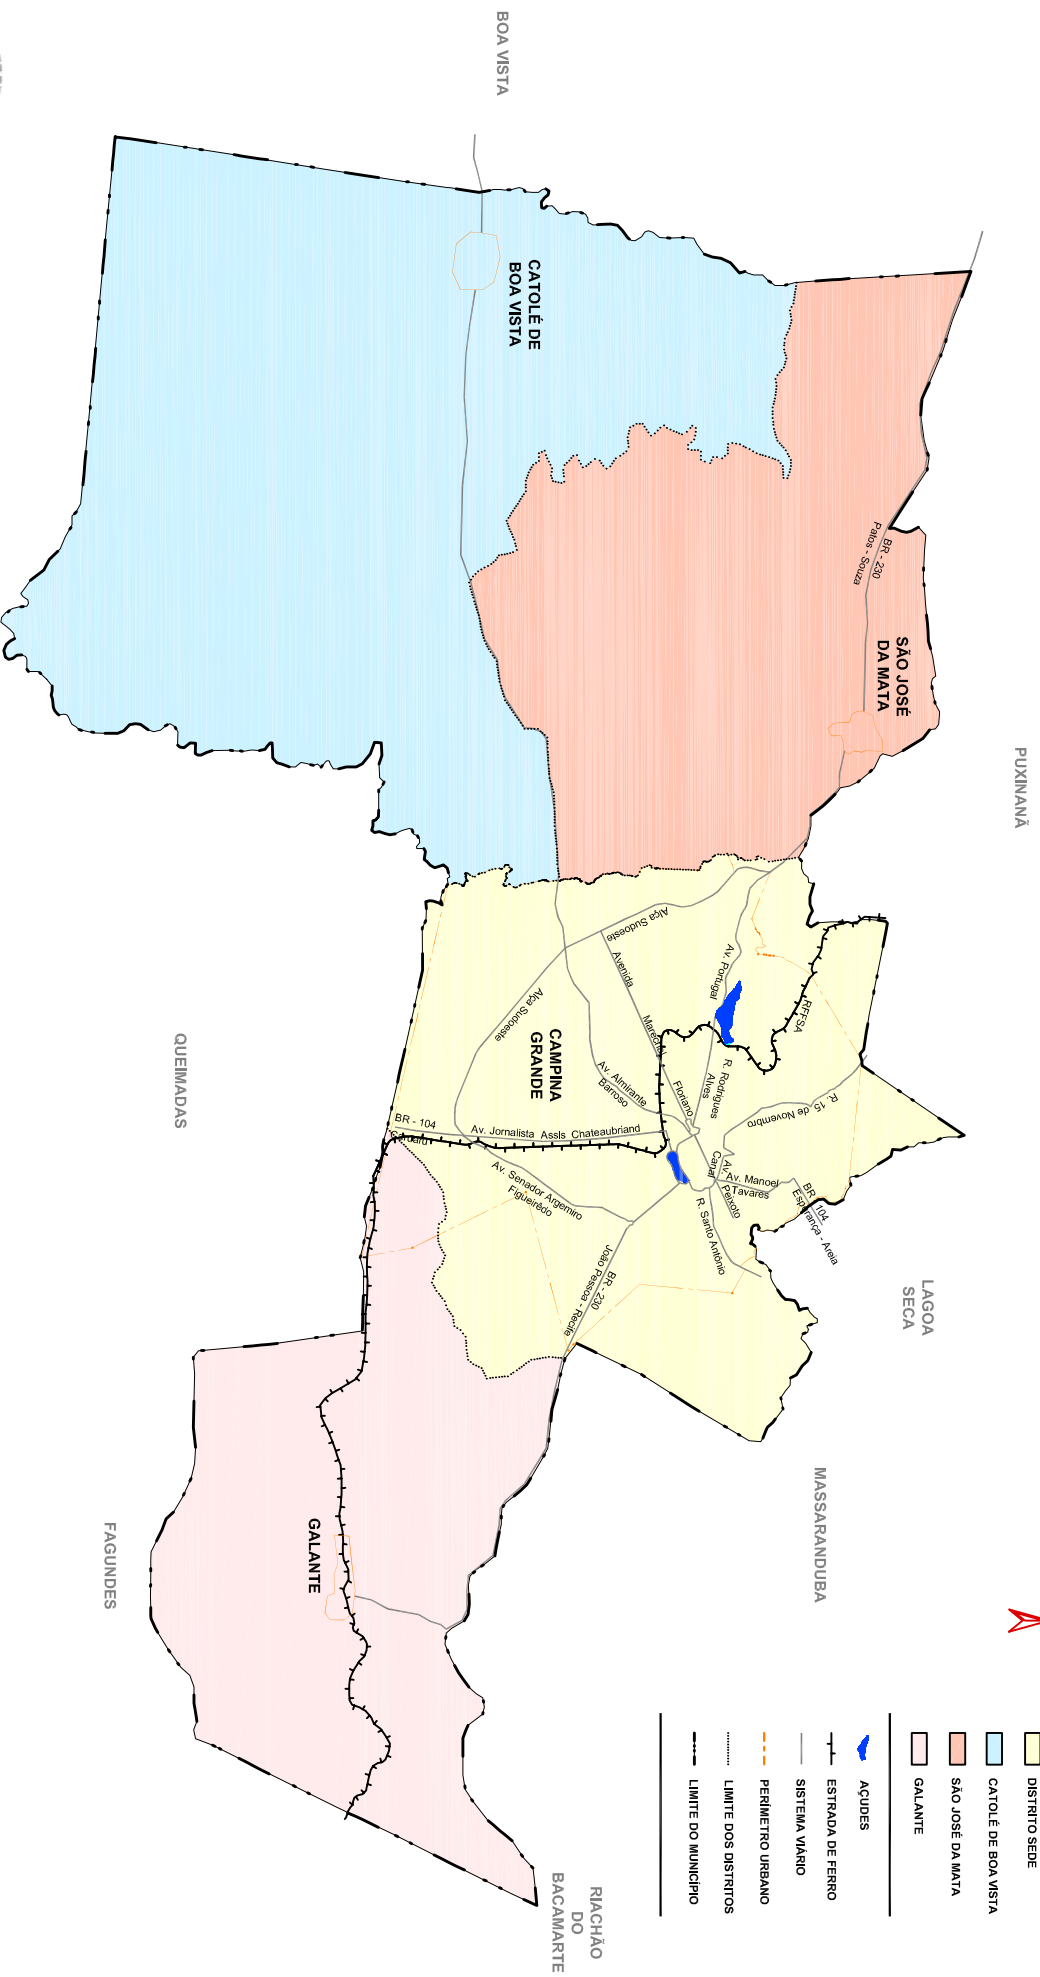 BOA VISTA
CATOLÉ DE
BOA VISTA
BR - 230
Patos - Souza
SÃO JOSÉ
DA MATA
PUXINANÃ
Alça Sudoeste
Av. Portugal
RFFSA
Avenida
Marechal
Floriano
Peixoto
Alça Sudoeste
CAMPINA
GRANDE
Av. Almirante
Barroso
R. Rodrigues
Alves
R. 15 de Novembro
BR - 104
Caruaru
Av. Jornalista Assis Chateaubriand
Av. Canal
Av. Manoel
Tavares
BR - 104
Esperança - Areia
R. Santo Antônio
Av. Senador Argemiro
Figueirêdo
BR - 230
João Pessoa - Recife
QUEIMADAS
LAGOA
SECA
MASSARANDUBA
GALANTE
FAGUNDES
RIACHÃO
DO
BACAMARTE
DISTRITO SEDE
CATOLÉ DE BOA VISTA
SÃO JOSÉ DA MATA
GALANTE
AÇUDES
ESTRADA DE FERRO
SISTEMA VIÁRIO
PERÍMETRO URBANO
LIMITE DOS DISTRITOS
LIMITE DO MUNICÍPIO